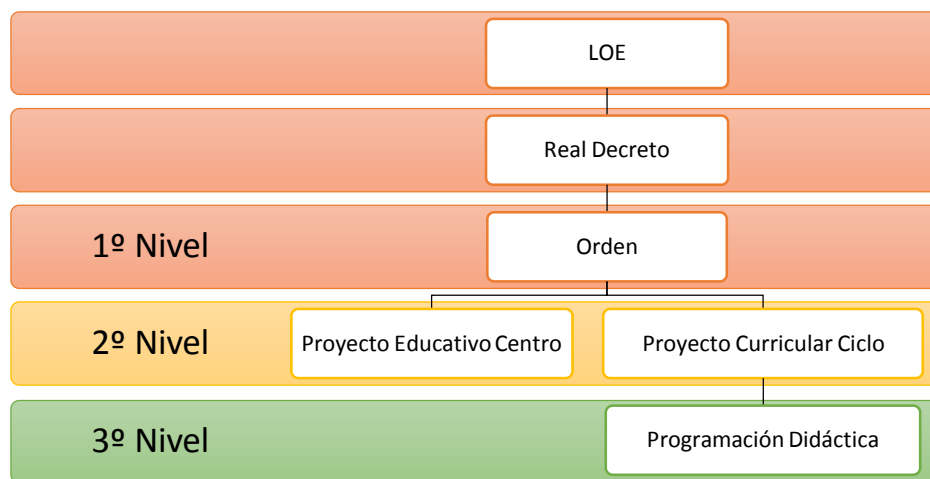 LOE
Real Decreto
1º Nivel
Orden
2º Nivel
Proyecto Educativo Centro
Proyecto Curricular Ciclo
3º Nivel
Programación Didáctica